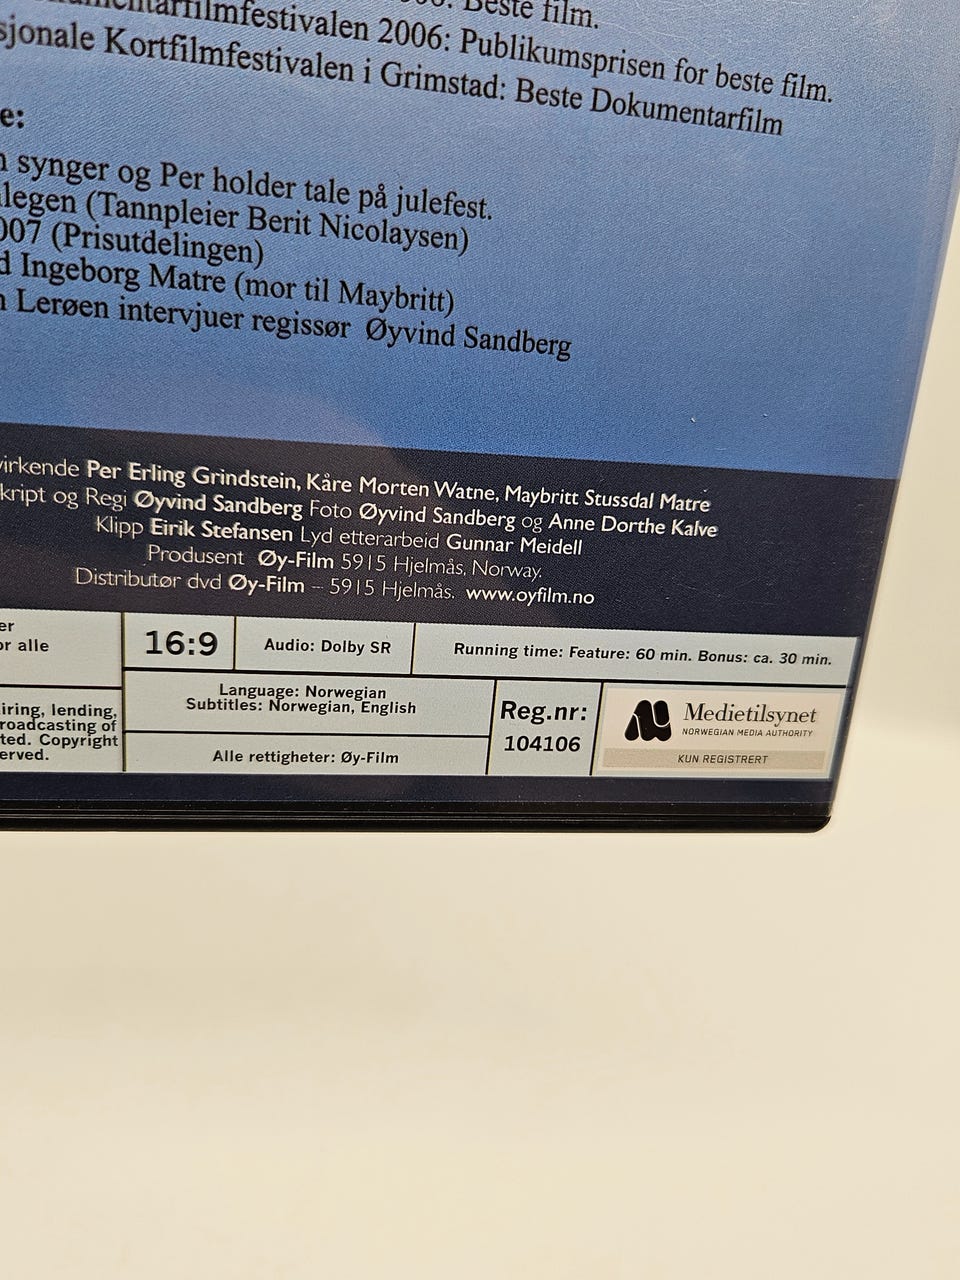 Beste film.
filmfestivalen 2006: Publikumsprisen for beste film.
sjonale Kortfilmfestivalen i Grimstad: Beste Dokumentarfilm
e:
n synger og Per holder tale på julefest.
legen (Tannpleier Berit Nicolaysen)
007 (Prisutdelingen)
d Ingeborg Matre (mor til Maybritt)
n Lerøen intervjuer regissør Øyvind Sandberg
virkende Per Erling Grindstein, Kåre Morten Watne, Maybritt Stussdal Matre
kript og Regi Øyvind Sandberg Foto Øyvind Sandberg og Anne Dorthe Kalve
Klipp Eirik Stefansen Lyd etterarbeid Gunnar Meidell
Produsent Øy-Film 5915 Hjelmås, Norway.
Distributør dvd Øy-Film – 5915 Hjelmås. www.oyfilm.no
er
or alle
16:9
Audio: Dolby SR
Running time: Feature: 60 min. Bonus: ca. 30 min.
iring, lending,
roadcasting of
ted. Copyright
erved.
Language: Norwegian
Subtitles: Norwegian, English
Alle rettigheter: Øy-Film
Reg.nr:
104106
Medietilsynet
NORWEGIAN MEDIA AUTHORITY
KUN REGISTRERT